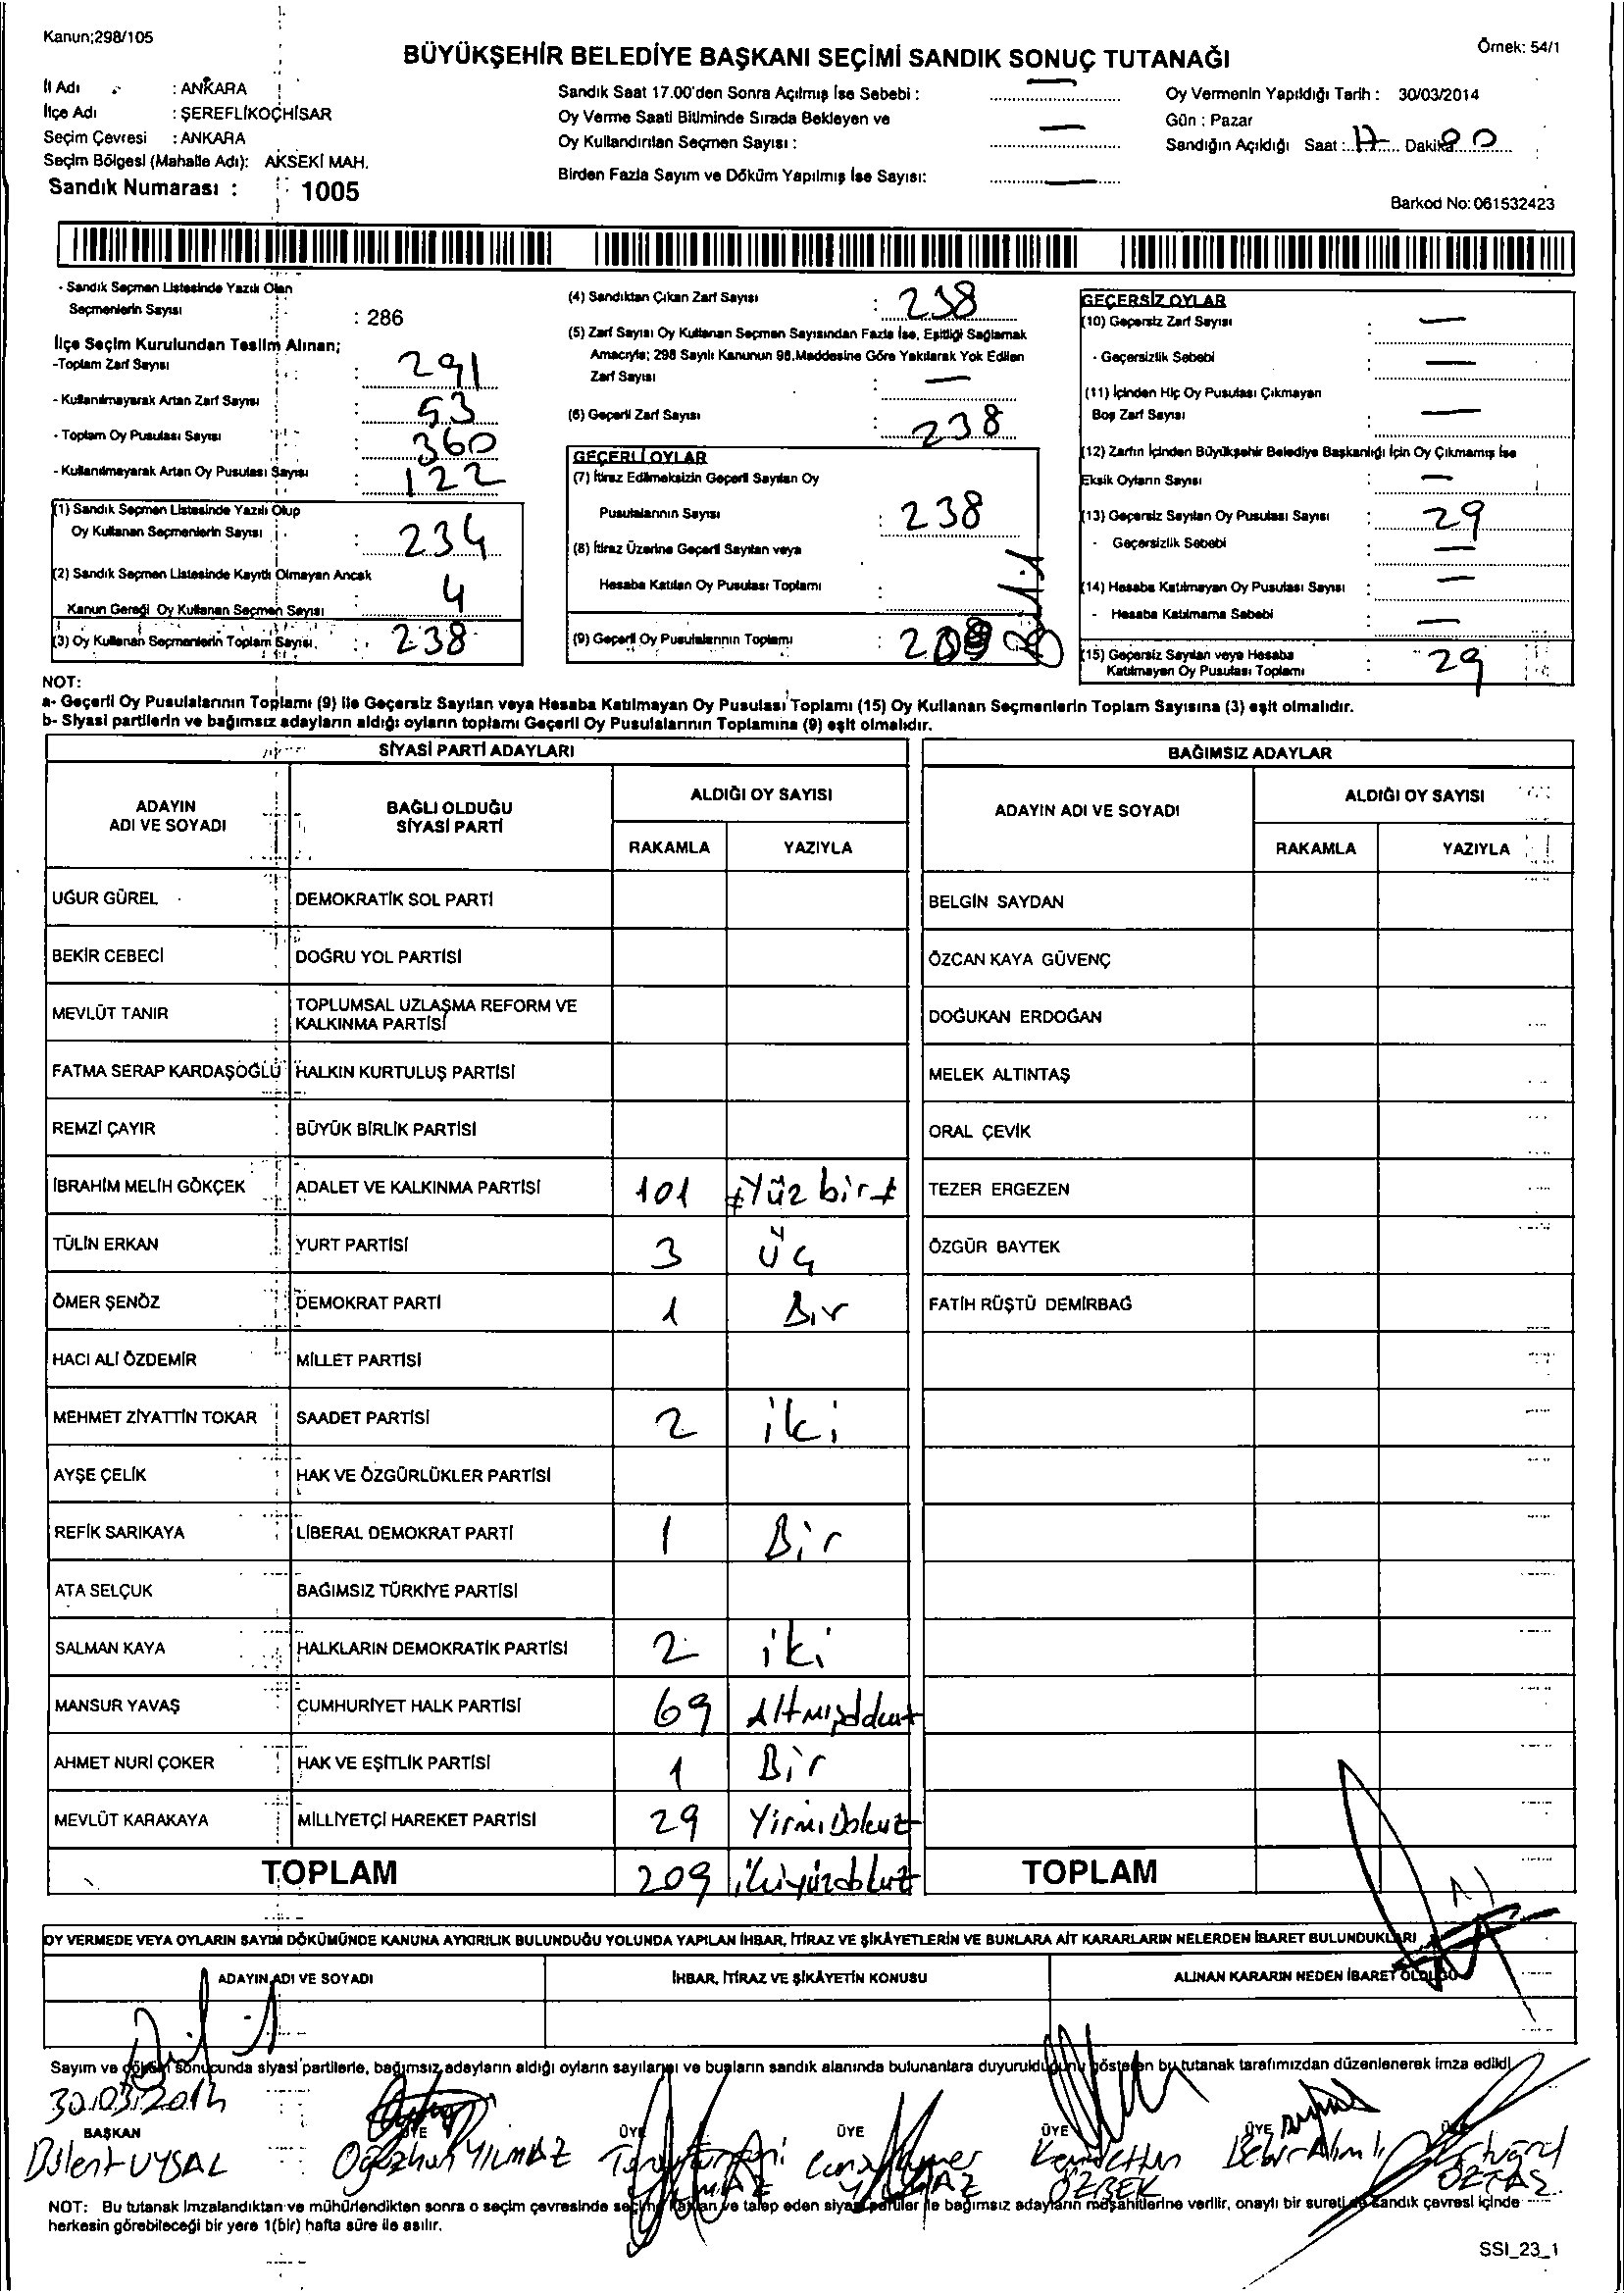 Kanun;298/105
Örnek: 54/1
BÜYÜKŞEHİR BELEDİYE BAŞKANI SEÇİMİ SANDIK SONUÇ TUTANAĞI
İl Adı : ANKARA
İlçe Adı : ŞEREFLİKOÇHİSAR
Seçim Çevresi : ANKARA
Seçim Bölgesi (Mahalle Adı): AKSEKİ MAH.
Sandık Numarası : 1005
Sandık Saat 17.00'den Sonra Açılmış İse Sebebi : —
Oy Verme Saati Bitiminde Sırada Bekleyen ve
Oy Kullandırılan Seçmen Sayısı : —
Birden Fazla Sayım ve Döküm Yapılmış İse Sayısı: —
Oy Vermenin Yapıldığı Tarih : 30/03/2014
Gün : Pazar
Sandığın Açıldığı Saat : 17 Dakika
Barkod No: 061532423
- Sandık Seçmen Listesinde Yazılı Olan
Seçmenlerin Sayısı : 286
İlçe Seçim Kurulundan Teslim Alınan;
-Toplam Zarf Sayısı : 291
- Kullanılmayarak Artan Zarf Sayısı : 53
- Toplam Oy Pusulası Sayısı : 360
- Kullanılmayarak Artan Oy Pusulası Sayısı : 122
(1) Sandık Seçmen Listesinde Yazılı Olup
Oy Kullanan Seçmenlerin Sayısı : 234
(2) Sandık Seçmen Listesinde Kayıtlı Olmayan Ancak
Kanun Gereği Oy Kullanan Seçmen Sayısı : 4
(3) Oy Kullanan Seçmenlerin Toplam Sayısı. : 238
(4) Sandıktan Çıkan Zarf Sayısı : 238
(5) Zarf Sayısı Oy Kullanan Seçmen Sayısından Fazla İse, Eşitliği Sağlamak
Amacıyla; 298 Sayılı Kanunun 98.Maddesine Göre Yakılarak Yok Edilen
Zarf Sayısı : —
(6) Geçerli Zarf Sayısı : 238
GEÇERLİ OYLAR
(7) İtiraz Edilmeksizin Geçerli Sayılan Oy
Pusulalarının Sayısı : 238
(8) İtiraz Üzerine Geçerli Sayılan veya
Hesaba Katılan Oy Pusulası Toplamı :
(9) Geçerli Oy Pusulalarının Toplamı :
GEÇERSİZ OYLAR
(10) Geçersiz Zarf Sayısı : —
- Geçersizlik Sebebi : —
(11) İçinden Hiç Oy Pusulası Çıkmayan
Boş Zarf Sayısı : —
(12) Zarfın İçinden Büyükşehir Belediye Başkanlığı İçin Oy Çıkmamış İse
Eksik Oyların Sayısı : —
(13) Geçersiz Sayılan Oy Pusulası Sayısı : 29
- Geçersizlik Sebebi : —
(14) Hesaba Katılmayan Oy Pusulası Sayısı : —
- Hesaba Katılmama Sebebi : —
(15) Geçersiz Sayılan veya Hesaba
Katılmayan Oy Pusulası Toplamı : 29
NOT:
a- Geçerli Oy Pusulalarının Toplamı (9) ile Geçersiz Sayılan veya Hesaba Katılmayan Oy Pusulası Toplamı (15) Oy Kullanan Seçmenlerin Toplam Sayısına (3) eşit olmalıdır.
b- Siyasi partilerin ve bağımsız adayların aldığı oyların toplamı Geçerli Oy Pusulalarının Toplamına (9) eşit olmalıdır.
SİYASİ PARTİ ADAYLARI BAĞIMSIZ ADAYLAR
ADAYIN ADI VE SOYADI BAĞLI OLDUĞU SİYASİ PARTİ ALDIĞI OY SAYISI ADAYIN ADI VE SOYADI ALDIĞI OY SAYISI
RAKAMLA YAZIYLA RAKAMLA YAZIYLA
UĞUR GÜREL DEMOKRATİK SOL PARTİ BELGİN SAYDAN
BEKİR CEBECİ DOĞRU YOL PARTİSİ ÖZCAN KAYA GÜVENÇ
MEVLÜT TANIR TOPLUMSAL UZLAŞMA REFORM VE KALKINMA PARTİSİ DOĞUKAN ERDOĞAN
FATMA SERAP KARDAŞOĞLU HALKIN KURTULUŞ PARTİSİ MELEK ALTINTAŞ
REMZİ ÇAYIR BÜYÜK BİRLİK PARTİSİ ORAL ÇEVİK
İBRAHİM MELİH GÖKÇEK ADALET VE KALKINMA PARTİSİ 101 #Yüz bir# TEZER ERGEZEN
TÜLİN ERKAN YURT PARTİSİ 3 üç ÖZGÜR BAYTEK
ÖMER ŞENÖZ DEMOKRAT PARTİ 1 Bir FATİH RÜŞTÜ DEMİRBAĞ
HACI ALİ ÖZDEMİR MİLLET PARTİSİ
MEHMET ZİYATTİN TOKAR SAADET PARTİSİ 2 iki
AYŞE ÇELİK HAK VE ÖZGÜRLÜKLER PARTİSİ
REFİK SARIKAYA LİBERAL DEMOKRAT PARTİ 1 Bir
ATA SELÇUK BAĞIMSIZ TÜRKİYE PARTİSİ
SALMAN KAYA HALKLARIN DEMOKRATİK PARTİSİ 2 iki
MANSUR YAVAŞ CUMHURİYET HALK PARTİSİ 69
AHMET NURİ ÇOKER HAK VE EŞİTLİK PARTİSİ 1 Bir
MEVLÜT KARAKAYA MİLLİYETÇİ HAREKET PARTİSİ 29 Yirmi Dokuz
TOPLAM 209 ikiyüzdokuz TOPLAM
OY VERMEDE VEYA OYLARIN SAYIM DÖKÜMÜNDE KANUNA AYKIRILIK BULUNDUĞU YOLUNDA YAPILAN İHBAR, İTİRAZ VE ŞİKÂYETLERİN VE BUNLARA AİT KARARLARIN NELERDEN İBARET BULUNDUKLARI
ADAYIN ADI VE SOYADI İHBAR, İTİRAZ VE ŞİKÂYETİN KONUSU ALINAN KARARIN NEDEN İBARET OLDUĞU
Sayım ve döküm sonucunda siyasi partilerle, bağımsız adayların aldığı oyların sayılarını ve bunların sandık alanında bulunanlara duyurulduğunu gösteren bu tutanak tarafımızdan düzenlenerek imza edildi.
30.03.2014
BAŞKAN ÜYE ÜYE ÜYE ÜYE ÜYE ÜYE
Bülent UYSAL Oğuzhan YILMAZ
ÖZBEK ÖZTAŞ
NOT: Bu tutanak imzalandıktan ve mühürlendikten sonra o seçim çevresinde seçime katılan ve talep eden siyasi partiler ile bağımsız adayların müşahitlerine verilir, onaylı bir sureti de sandık çevresi içinde
herkesin görebileceği bir yere 1(bir) hafta süre ile asılır.
SSI_23_1